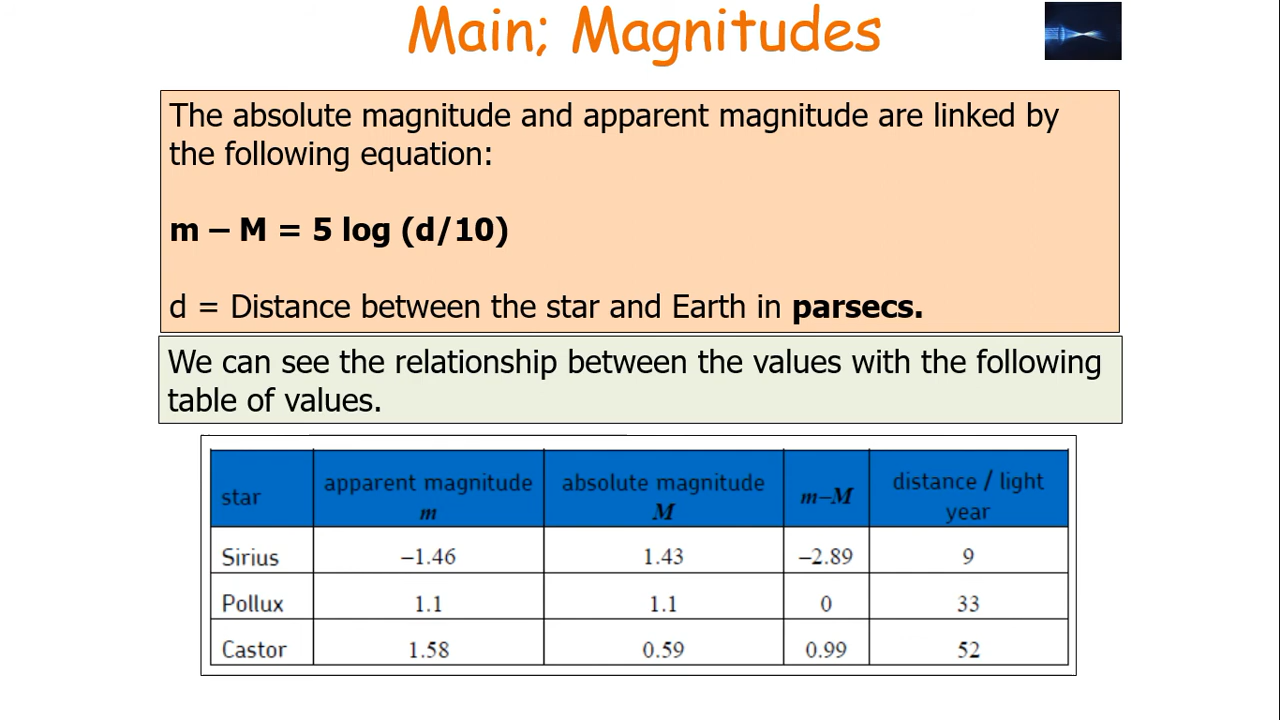 Main; Magnitudes
The absolute magnitude and apparent magnitude are linked by
the following equation:
m – M = 5 log (d/10)
d = Distance between the star and Earth in parsecs.
We can see the relationship between the values with the following
table of values.
star apparent magnitude m absolute magnitude M m–M distance / light year
Sirius –1.46 1.43 –2.89 9
Pollux 1.1 1.1 0 33
Castor 1.58 0.59 0.99 52